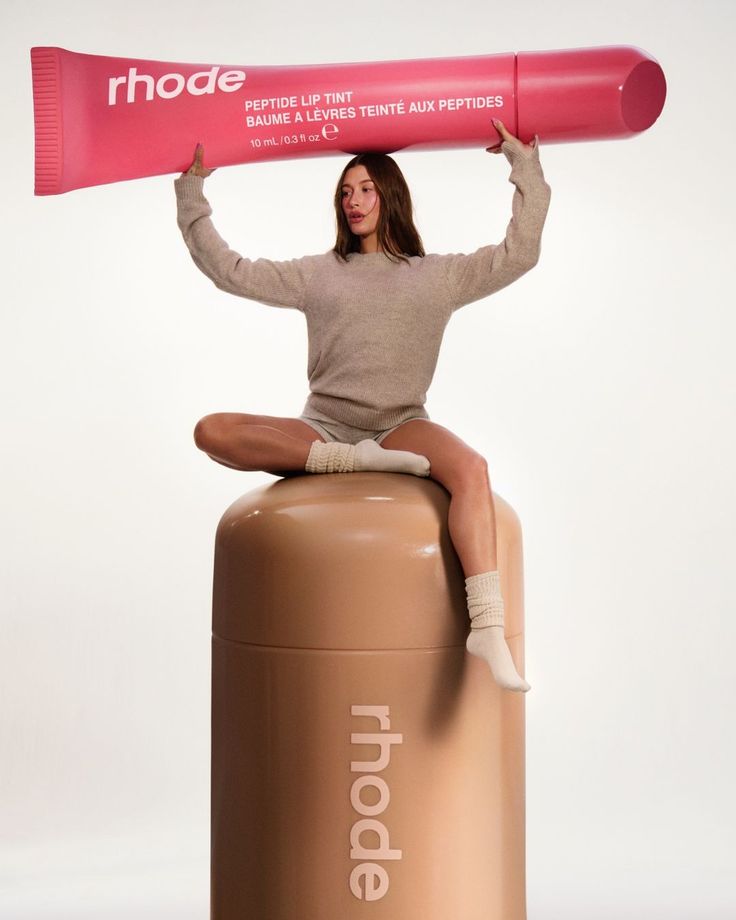 rhode
PEPTIDE LIP TINT
BAUME A LÈVRES TEINTÉ AUX PEPTIDES
10 mL/0.3 fl oz ℮
rhode